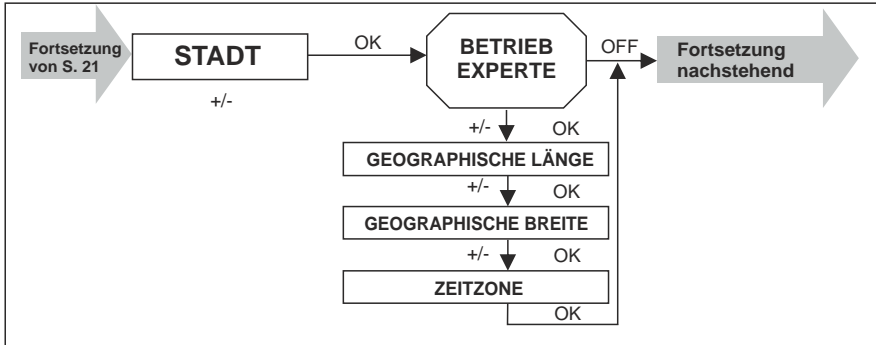 Fortsetzung
von S. 21
STADT
+/-
OK
BETRIEB
EXPERTE
OFF
Fortsetzung
nachstehend
+/- OK
GEOGRAPHISCHE LÄNGE
+/- OK
GEOGRAPHISCHE BREITE
+/- OK
ZEITZONE
OK